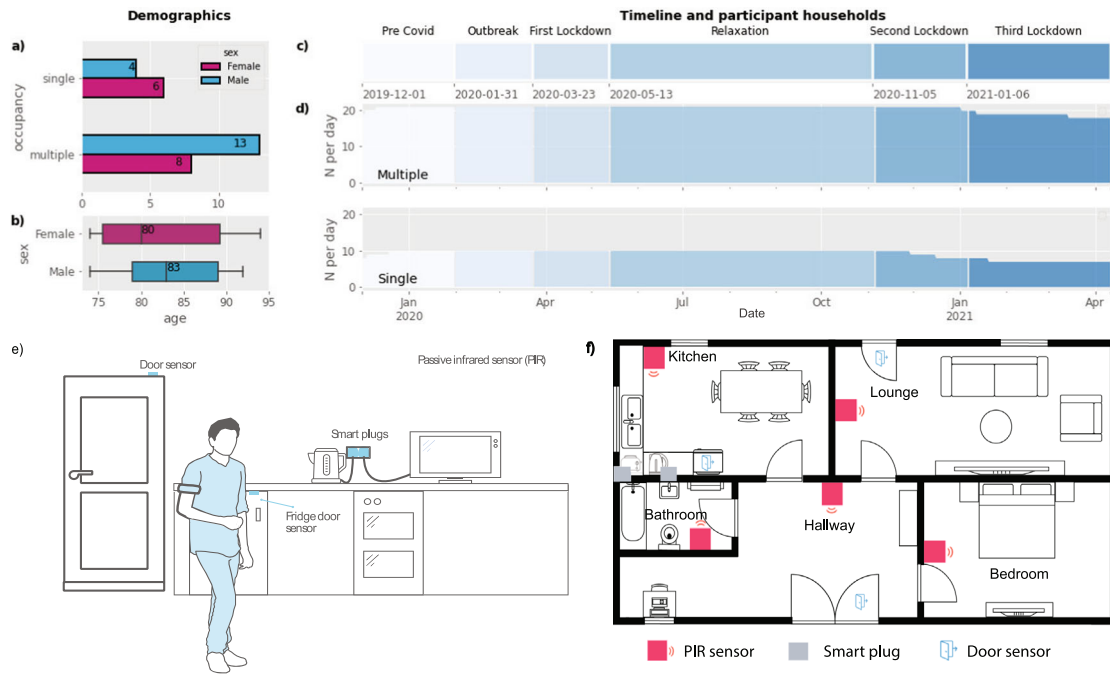 Demographics
a)
occupancy
single
multiple
sex
Female
Male
4
6
13
8
0
5
10
b)
sex
Female
Male
80
83
75
80
85
90
95
age
Timeline and participant households
c)
Pre Covid
Outbreak
First Lockdown
Relaxation
Second Lockdown
Third Lockdown
2019-12-01
2020-01-31
2020-03-23
2020-05-13
2020-11-05
2021-01-06
d)
N per day
20
10
0
Multiple
N per day
20
10
0
Single
Jan
2020
Apr
Jul
Oct
Jan
2021
Apr
Date
e)
Door sensor
Passive infrared sensor (PIR)
Smart plugs
Fridge door
sensor
f)
Kitchen
Lounge
Bathroom
Hallway
Bedroom
PIR sensor
Smart plug
Door sensor